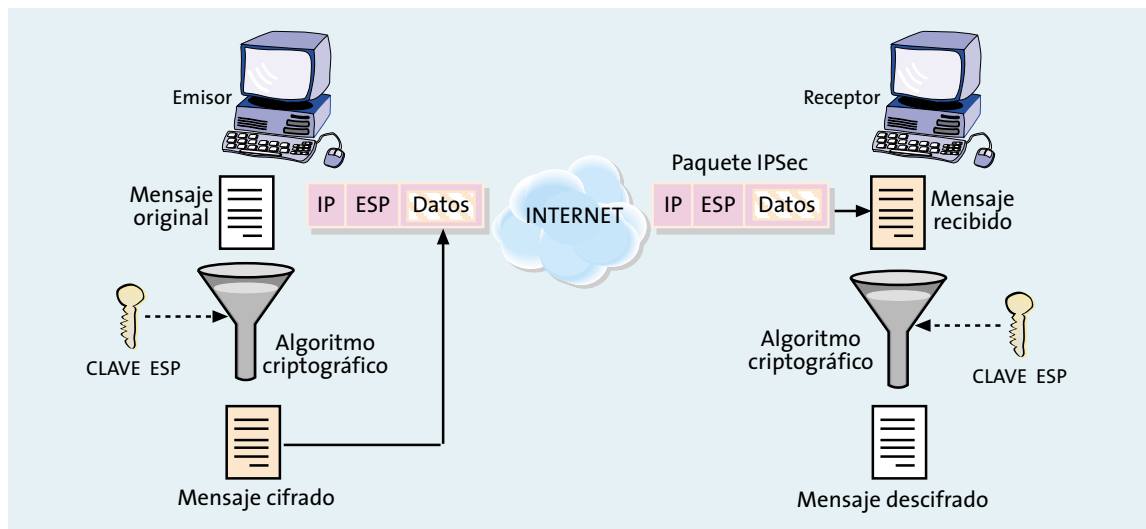 Emisor
Mensaje
original
IP ESP Datos
CLAVE ESP
Algoritmo
criptográfico
Mensaje cifrado
INTERNET
Receptor
Paquete IPSec
IP ESP Datos
Mensaje
recibido
Algoritmo
criptográfico
CLAVE ESP
Mensaje descifrado